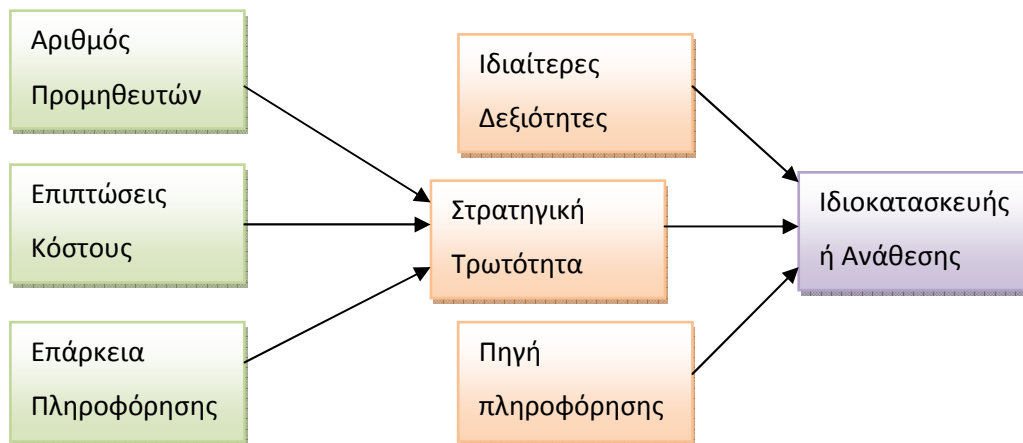 Αριθμός
Προμηθευτών
Επιπτώσεις
Κόστους
Επάρκεια
Πληροφόρησης
Ιδιαίτερες
Δεξιότητες
Στρατηγική
Τρωτότητα
Πηγή
πληροφόρησης
Ιδιοκατασκευής
ή Ανάθεσης